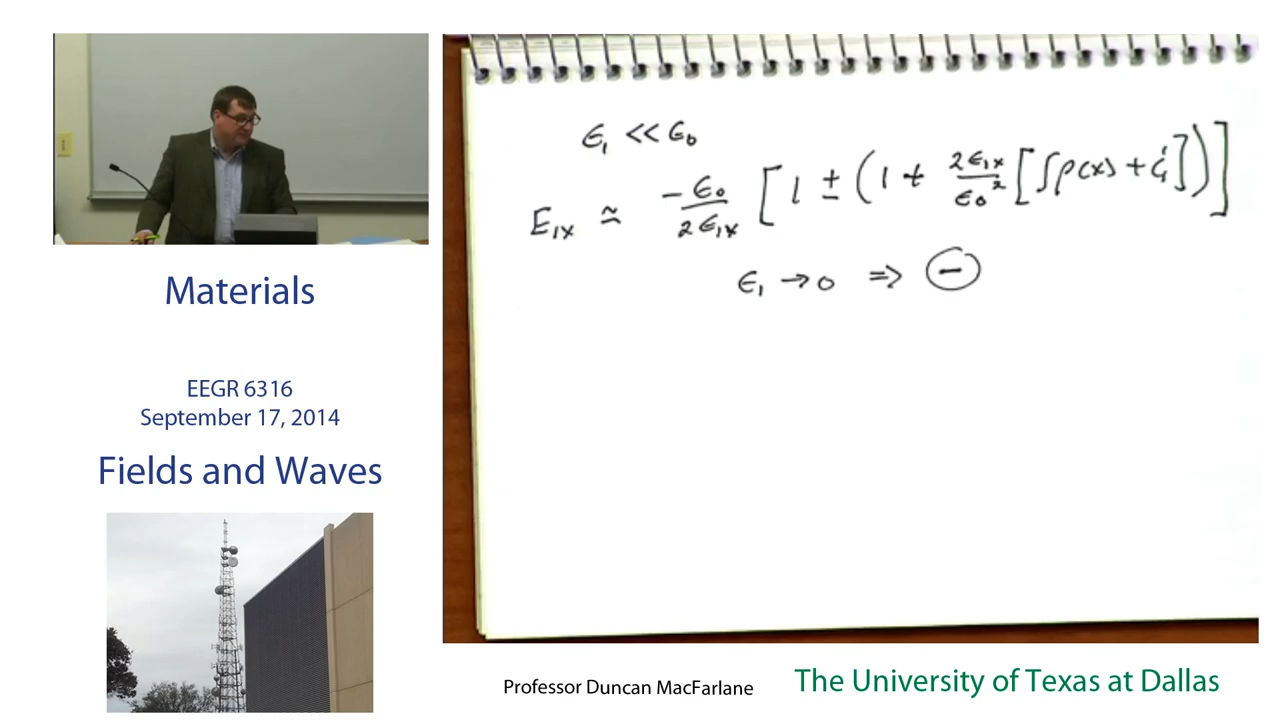 ϵ₁ << ϵ₀
E₁ₓ ≃ -ϵ₀/2ϵ₁ₓ [1 ± (1 + 2ϵ₁ₓ/ϵ₀² [∫ρ(x) + C₁'])]
ϵ₁ → 0 ⇒ ⊖
Materials
EEGR 6316
September 17, 2014
Fields and Waves
Professor Duncan MacFarlane
The University of Texas at Dallas